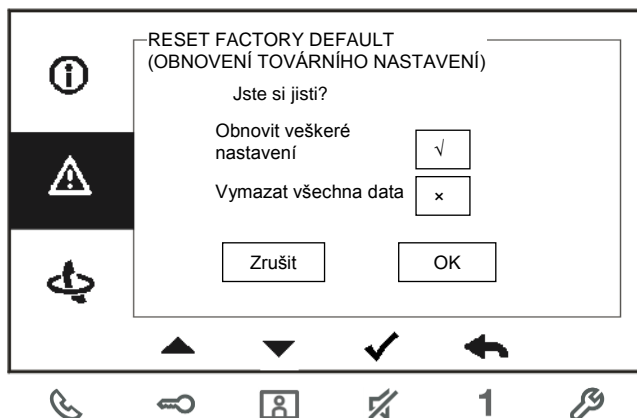 RESET FACTORY DEFAULT
(OBNOVENÍ TOVÁRNÍHO NASTAVENÍ)
Jste si jisti?
Obnovit veškeré
nastavení
√
Vymazat všechna data
×
Zrušit
OK
1